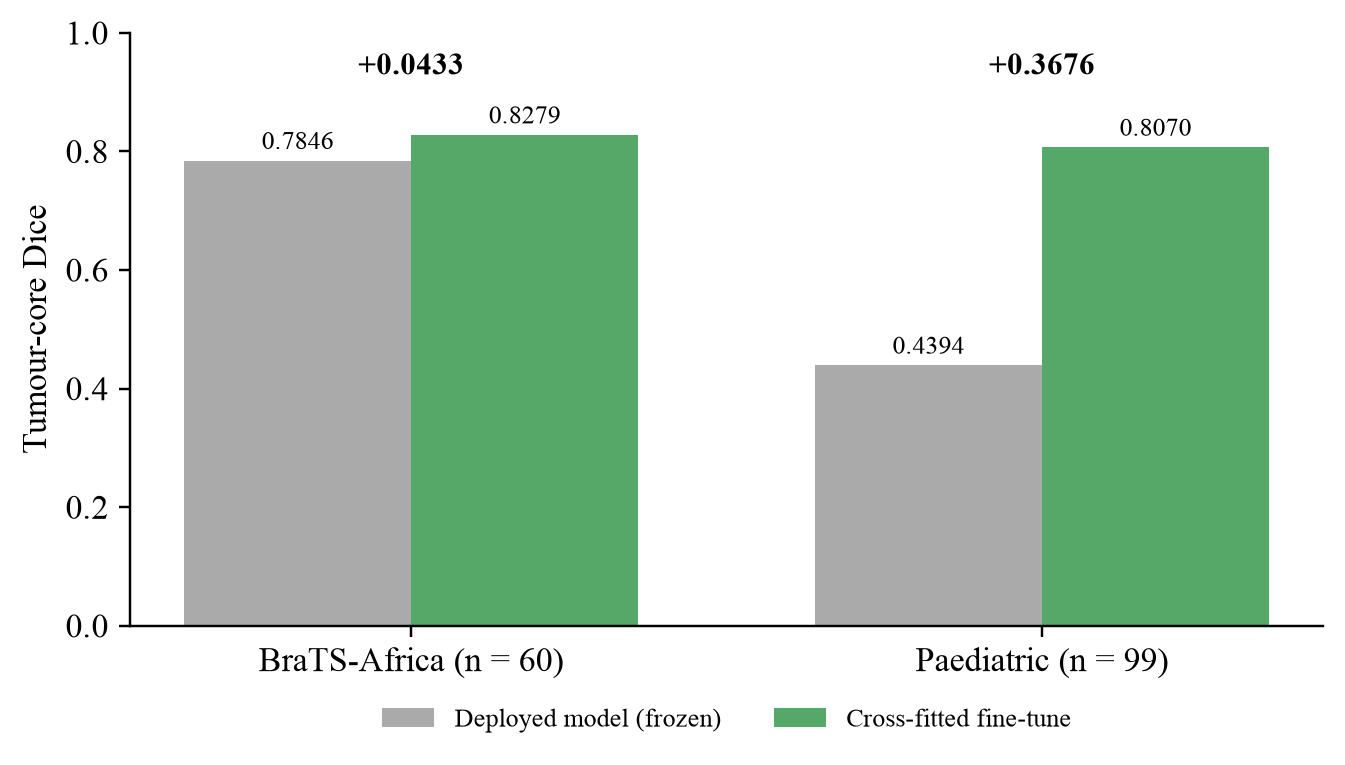 1.0
+0.0433
+0.3676
0.8279
0.8070
0.7846
0.8
0.6
0.4394
0.4
0.2
0.0
Tumour-core Dice
BraTS-Africa (n = 60)
Paediatric (n = 99)
Deployed model (frozen)
Cross-fitted fine-tune